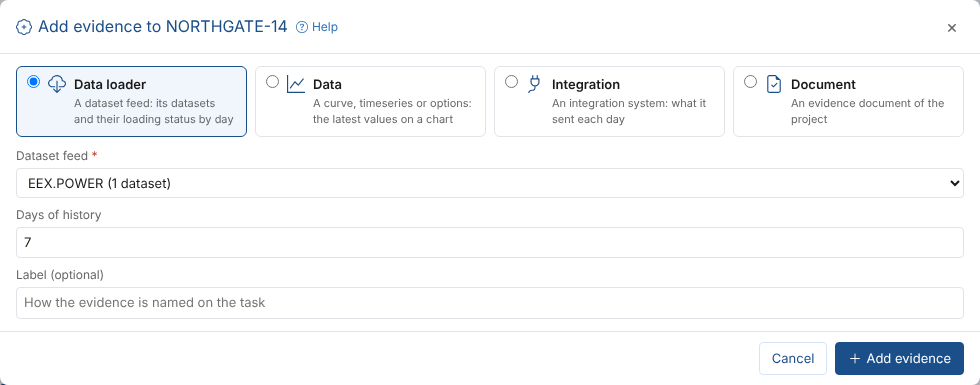 Add evidence to NORTHGATE-14 Help
Data loader
A dataset feed: its datasets
and their loading status by day
Data
A curve, timeseries or options:
the latest values on a chart
Integration
An integration system: what it
sent each day
Document
An evidence document of the
project
Dataset feed *
EEX.POWER (1 dataset)
Days of history
7
Label (optional)
How the evidence is named on the task
Cancel
+ Add evidence